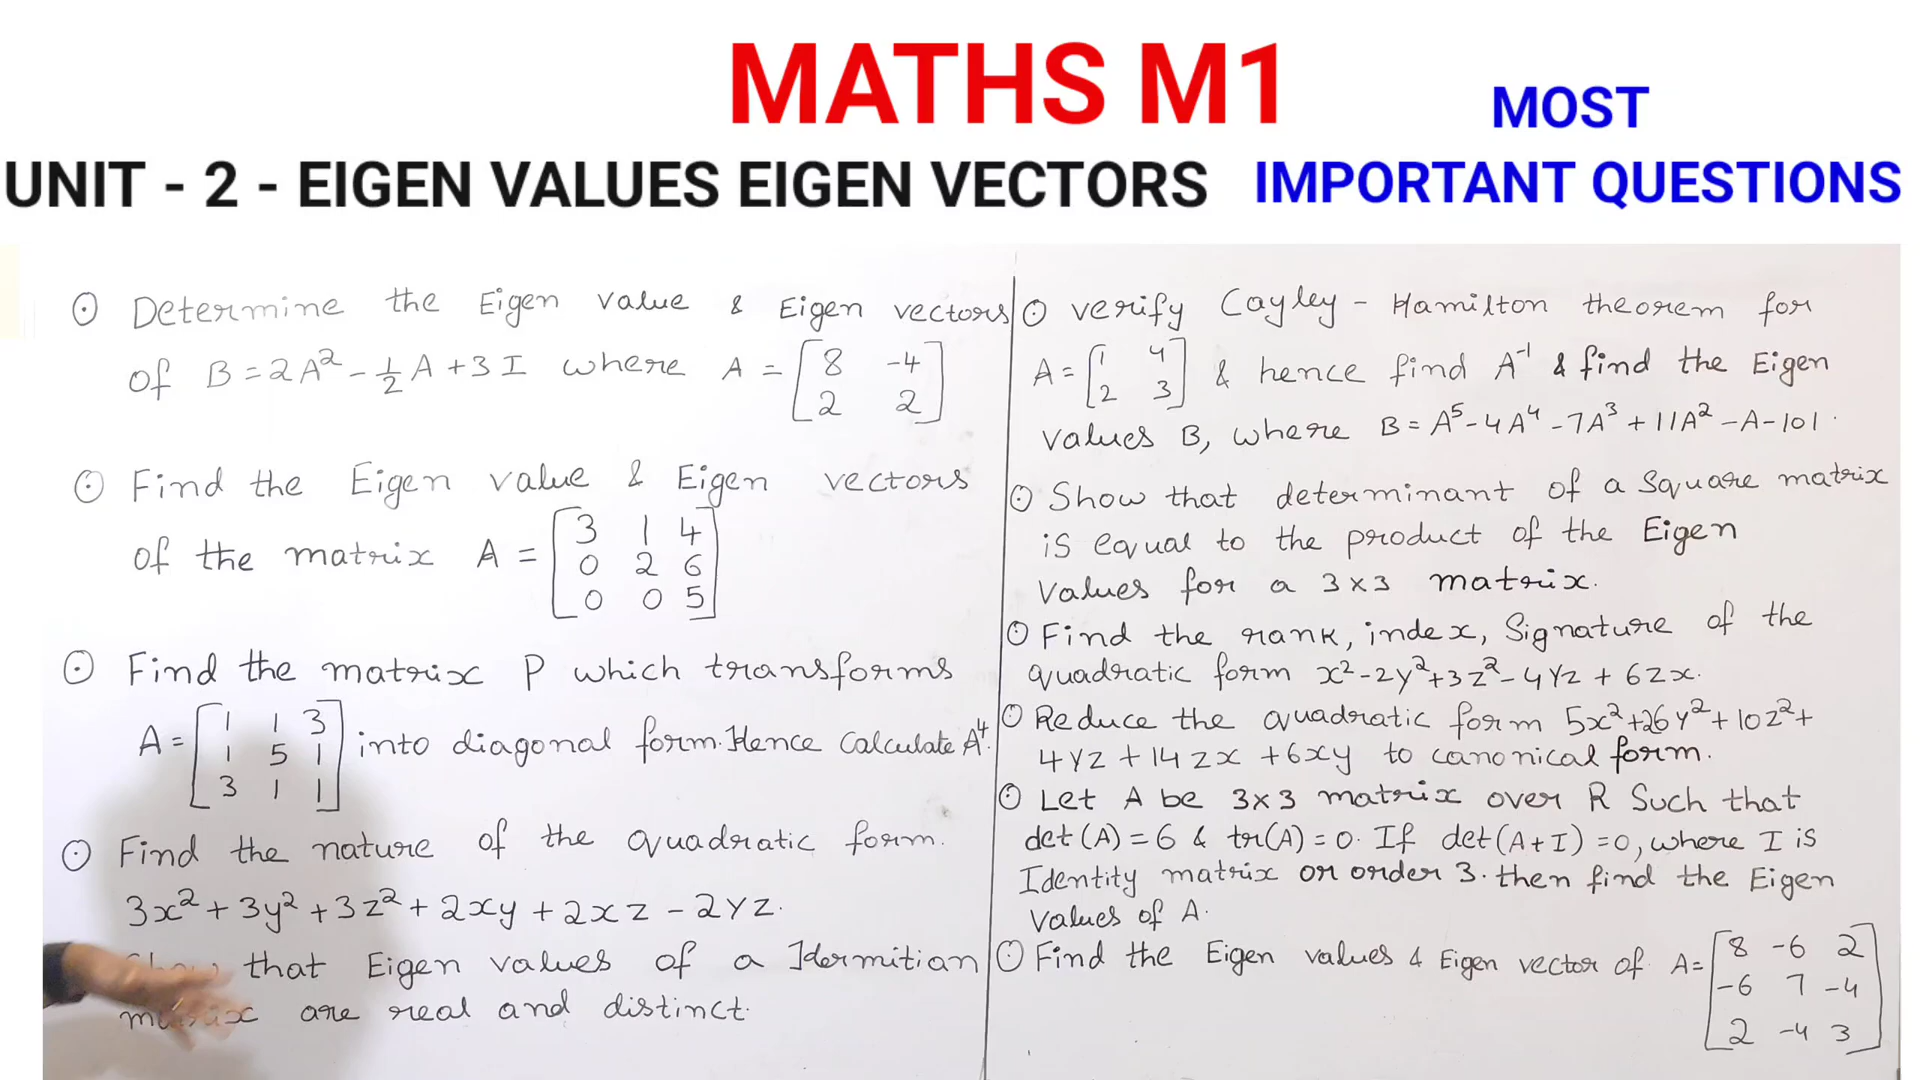 MATHS M1
MOST
UNIT - 2 - EIGEN VALUES EIGEN VECTORS
IMPORTANT QUESTIONS
⊙ Determine the Eigen value & Eigen vectors
of B = 2A² - 1/2 A + 3I where A = [8 -4
2 2]
⊙ Find the Eigen value & Eigen vectors
of the matrix A = [3 1 4
0 2 6
0 0 5]
⊙ Find the matrix P which transforms
A = [1 1 3
1 5 1
3 1 1] into diagonal form. Hence calculate A⁴.
⊙ Find the nature of the quadratic form.
3x² + 3y² + 3z² + 2xy + 2xz - 2yz.
that Eigen values of a Hermitian
are real and distinct.
⊙ verify Cayley - Hamilton theorem for
A = [1 4
2 3] & hence find A⁻¹ & find the Eigen
values B, where B = A⁵ - 4A⁴ - 7A³ + 11A² - A - 10I.
⊙ Show that determinant of a Square matrix
is equal to the product of the Eigen
Values for a 3×3 matrix.
⊙ Find the rank, index, Signature of the
quadratic form x² - 2y² + 3z² - 4yz + 6zx.
⊙ Reduce the quadratic form 5x² + 26y² + 10z² +
4yz + 14zx + 6xy to canonical form.
⊙ Let A be 3×3 matrix over R Such that
det(A) = 6 & tr(A) = 0. If det(A+I) = 0, where I is
Identity matrix or order 3. then find the Eigen
Values of A.
⊙ Find the Eigen values & Eigen vector of A = [8 -6 2
-6 7 -4
2 -4 3]